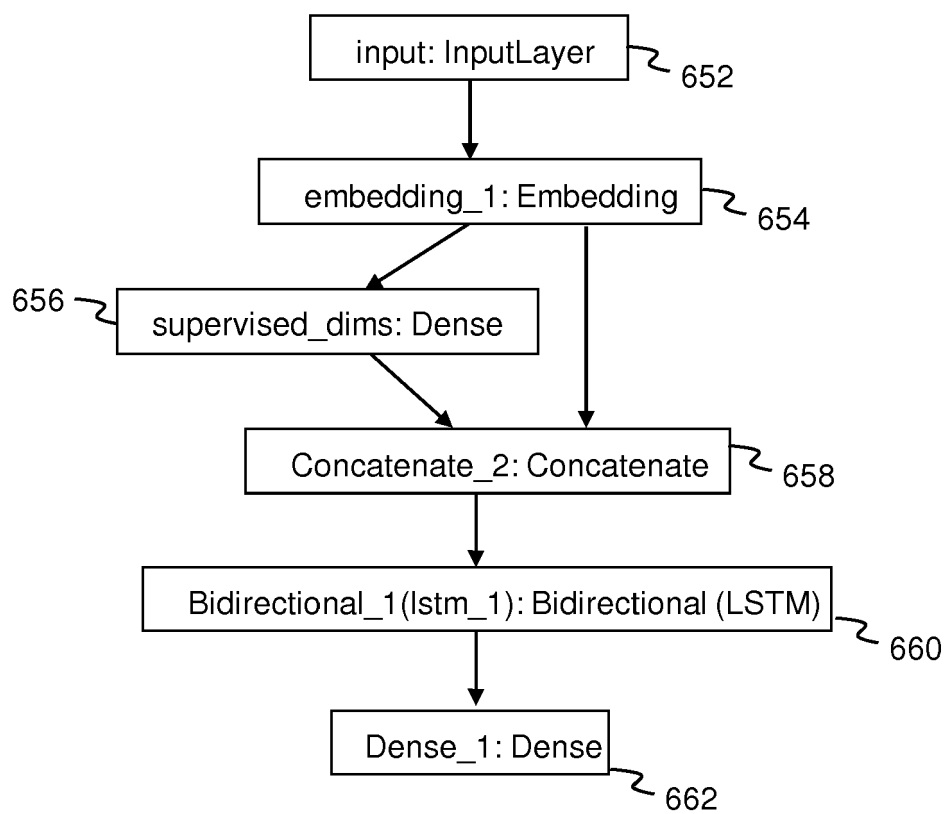 input: InputLayer
652
embedding_1: Embedding
654
656
supervised_dims: Dense
Concatenate_2: Concatenate
658
Bidirectional_1(lstm_1): Bidirectional (LSTM)
660
Dense_1: Dense
662